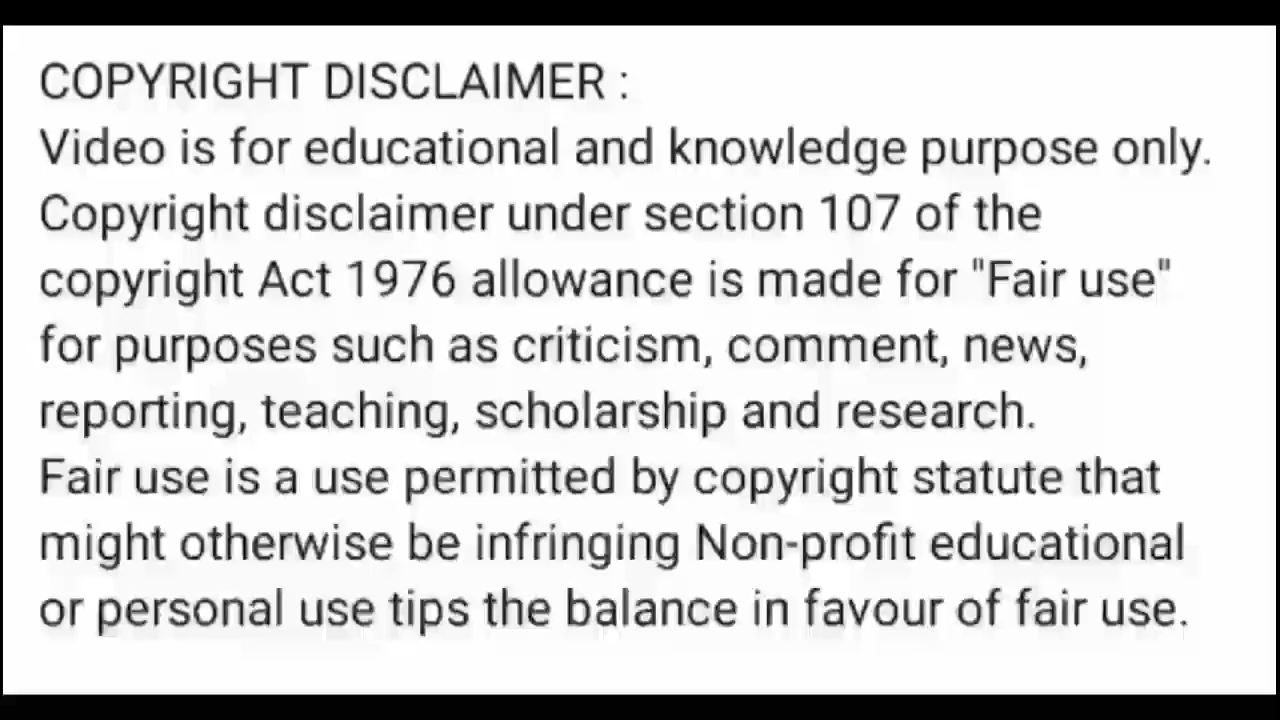 COPYRIGHT DISCLAIMER :
Video is for educational and knowledge purpose only.
Copyright disclaimer under section 107 of the
copyright Act 1976 allowance is made for "Fair use"
for purposes such as criticism, comment, news,
reporting, teaching, scholarship and research.
Fair use is a use permitted by copyright statute that
might otherwise be infringing Non-profit educational
or personal use tips the balance in favour of fair use.